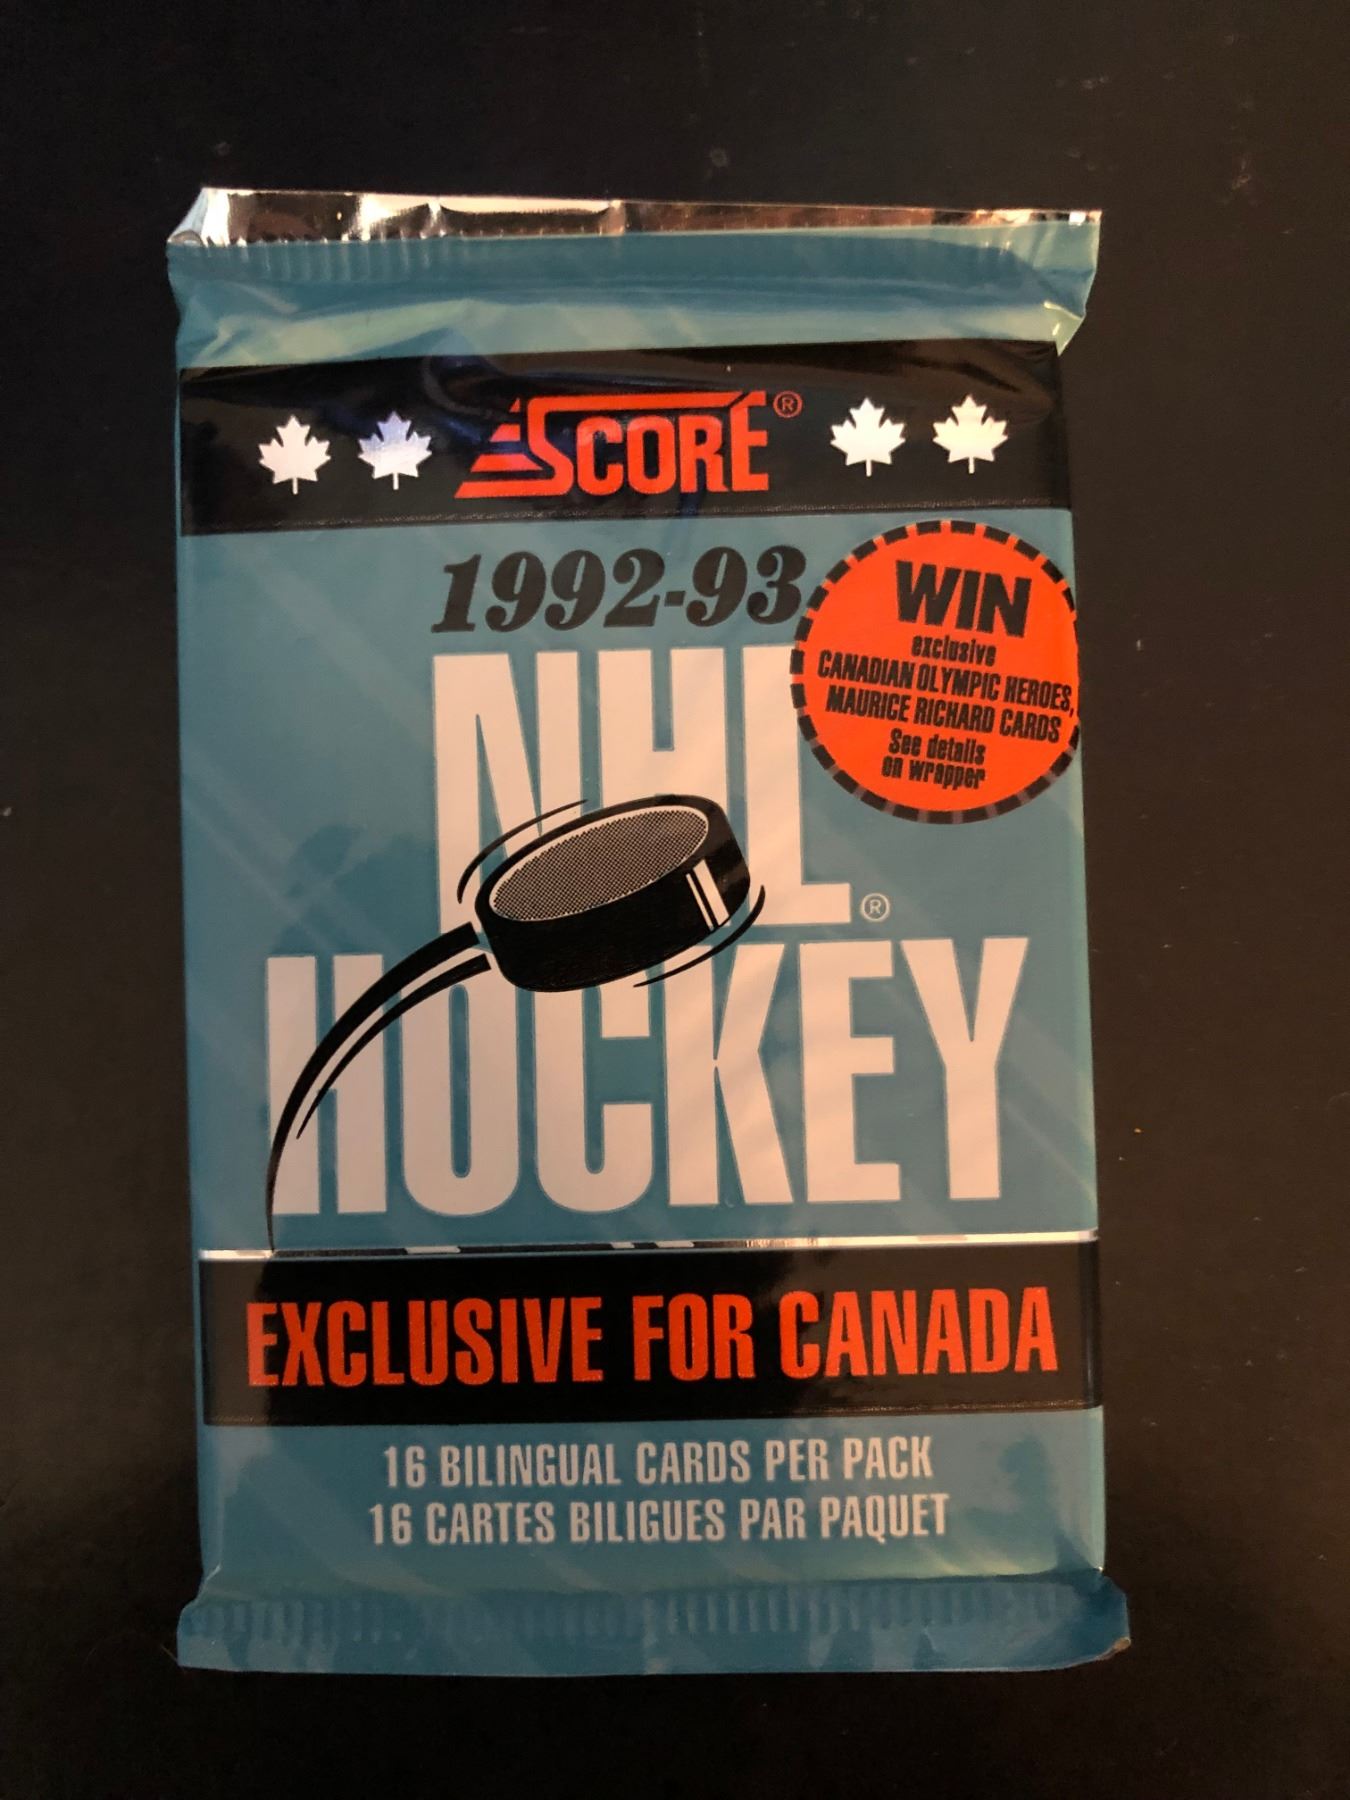 SCORE®
1992-93
NHL®
HOCKEY
WIN
exclusive
CANADIAN OLYMPIC HEROES,
MAURICE RICHARD CARDS
See details
on wrapper
EXCLUSIVE FOR CANADA
16 BILINGUAL CARDS PER PACK
16 CARTES BILIGUES PAR PAQUET